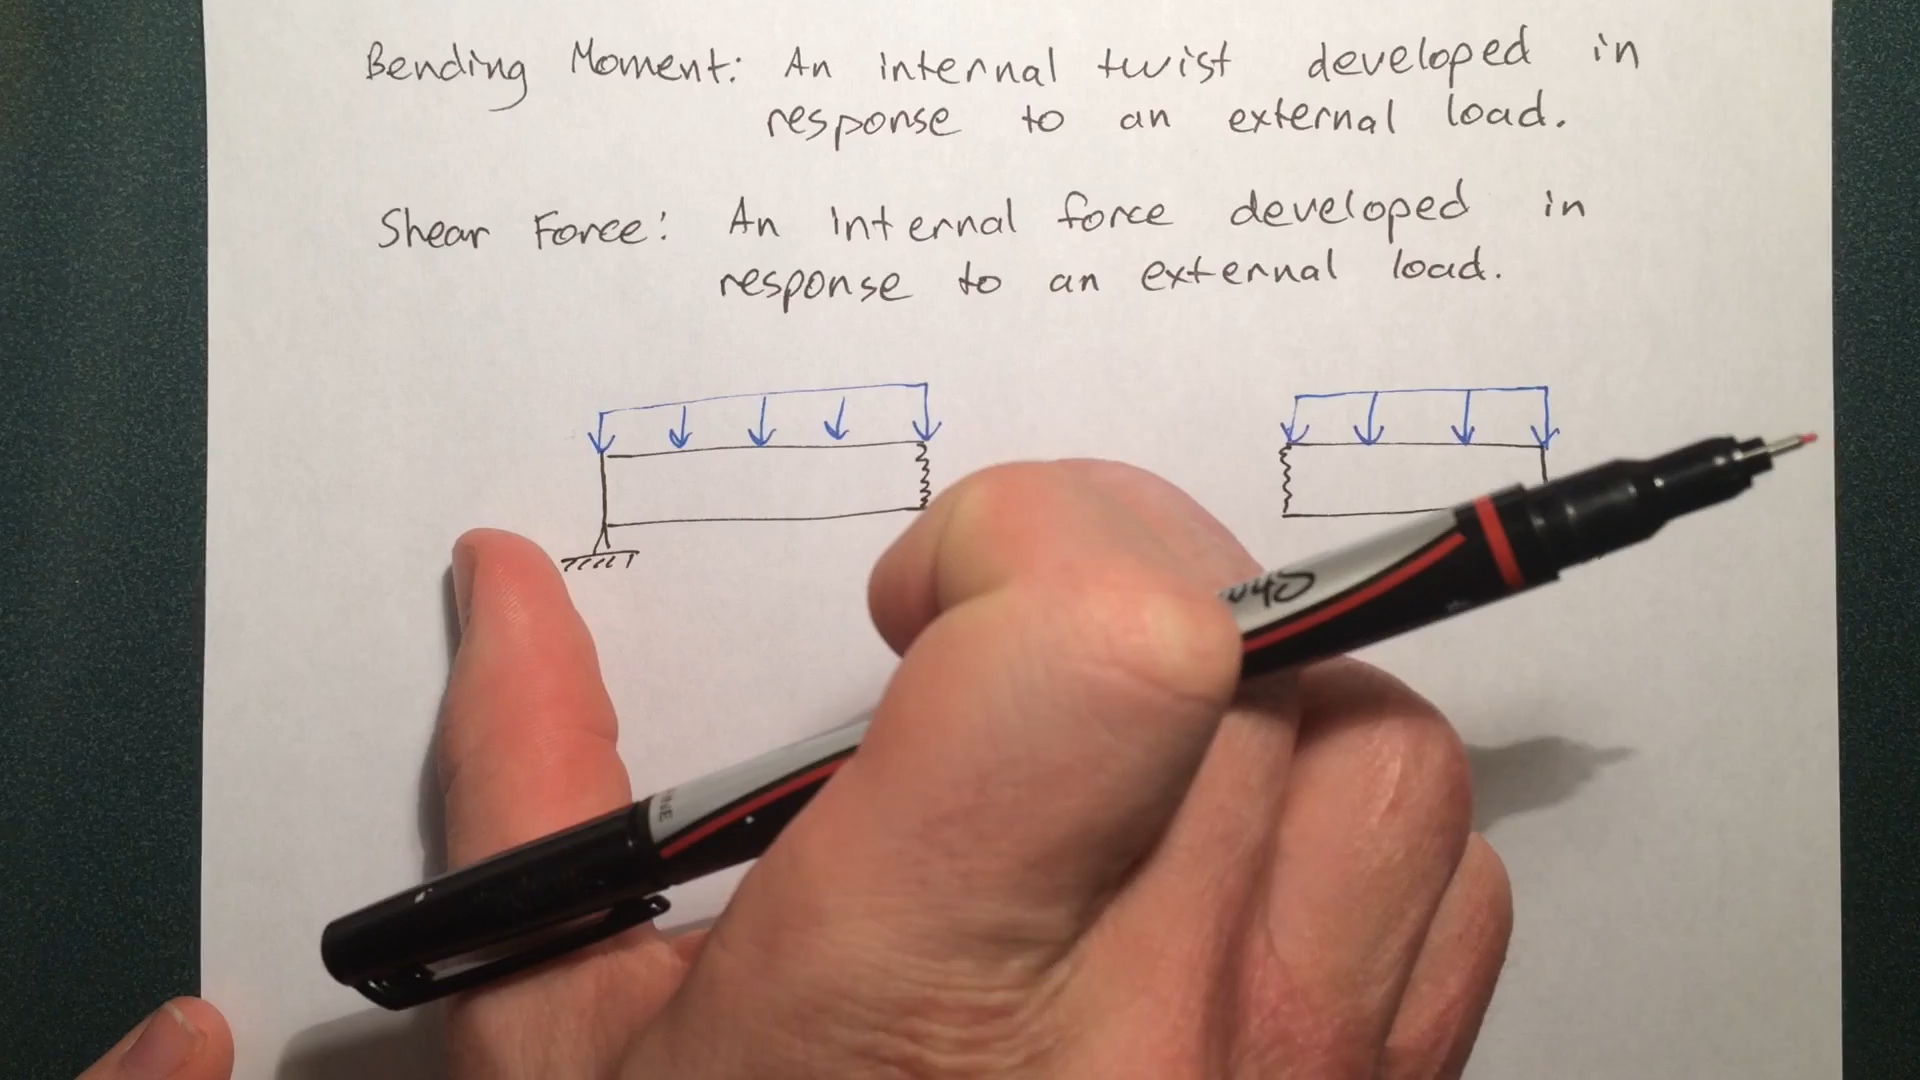 Bending Moment: An internal twist developed in
response to an external load.
Shear Force: An internal force developed in
response to an external load.